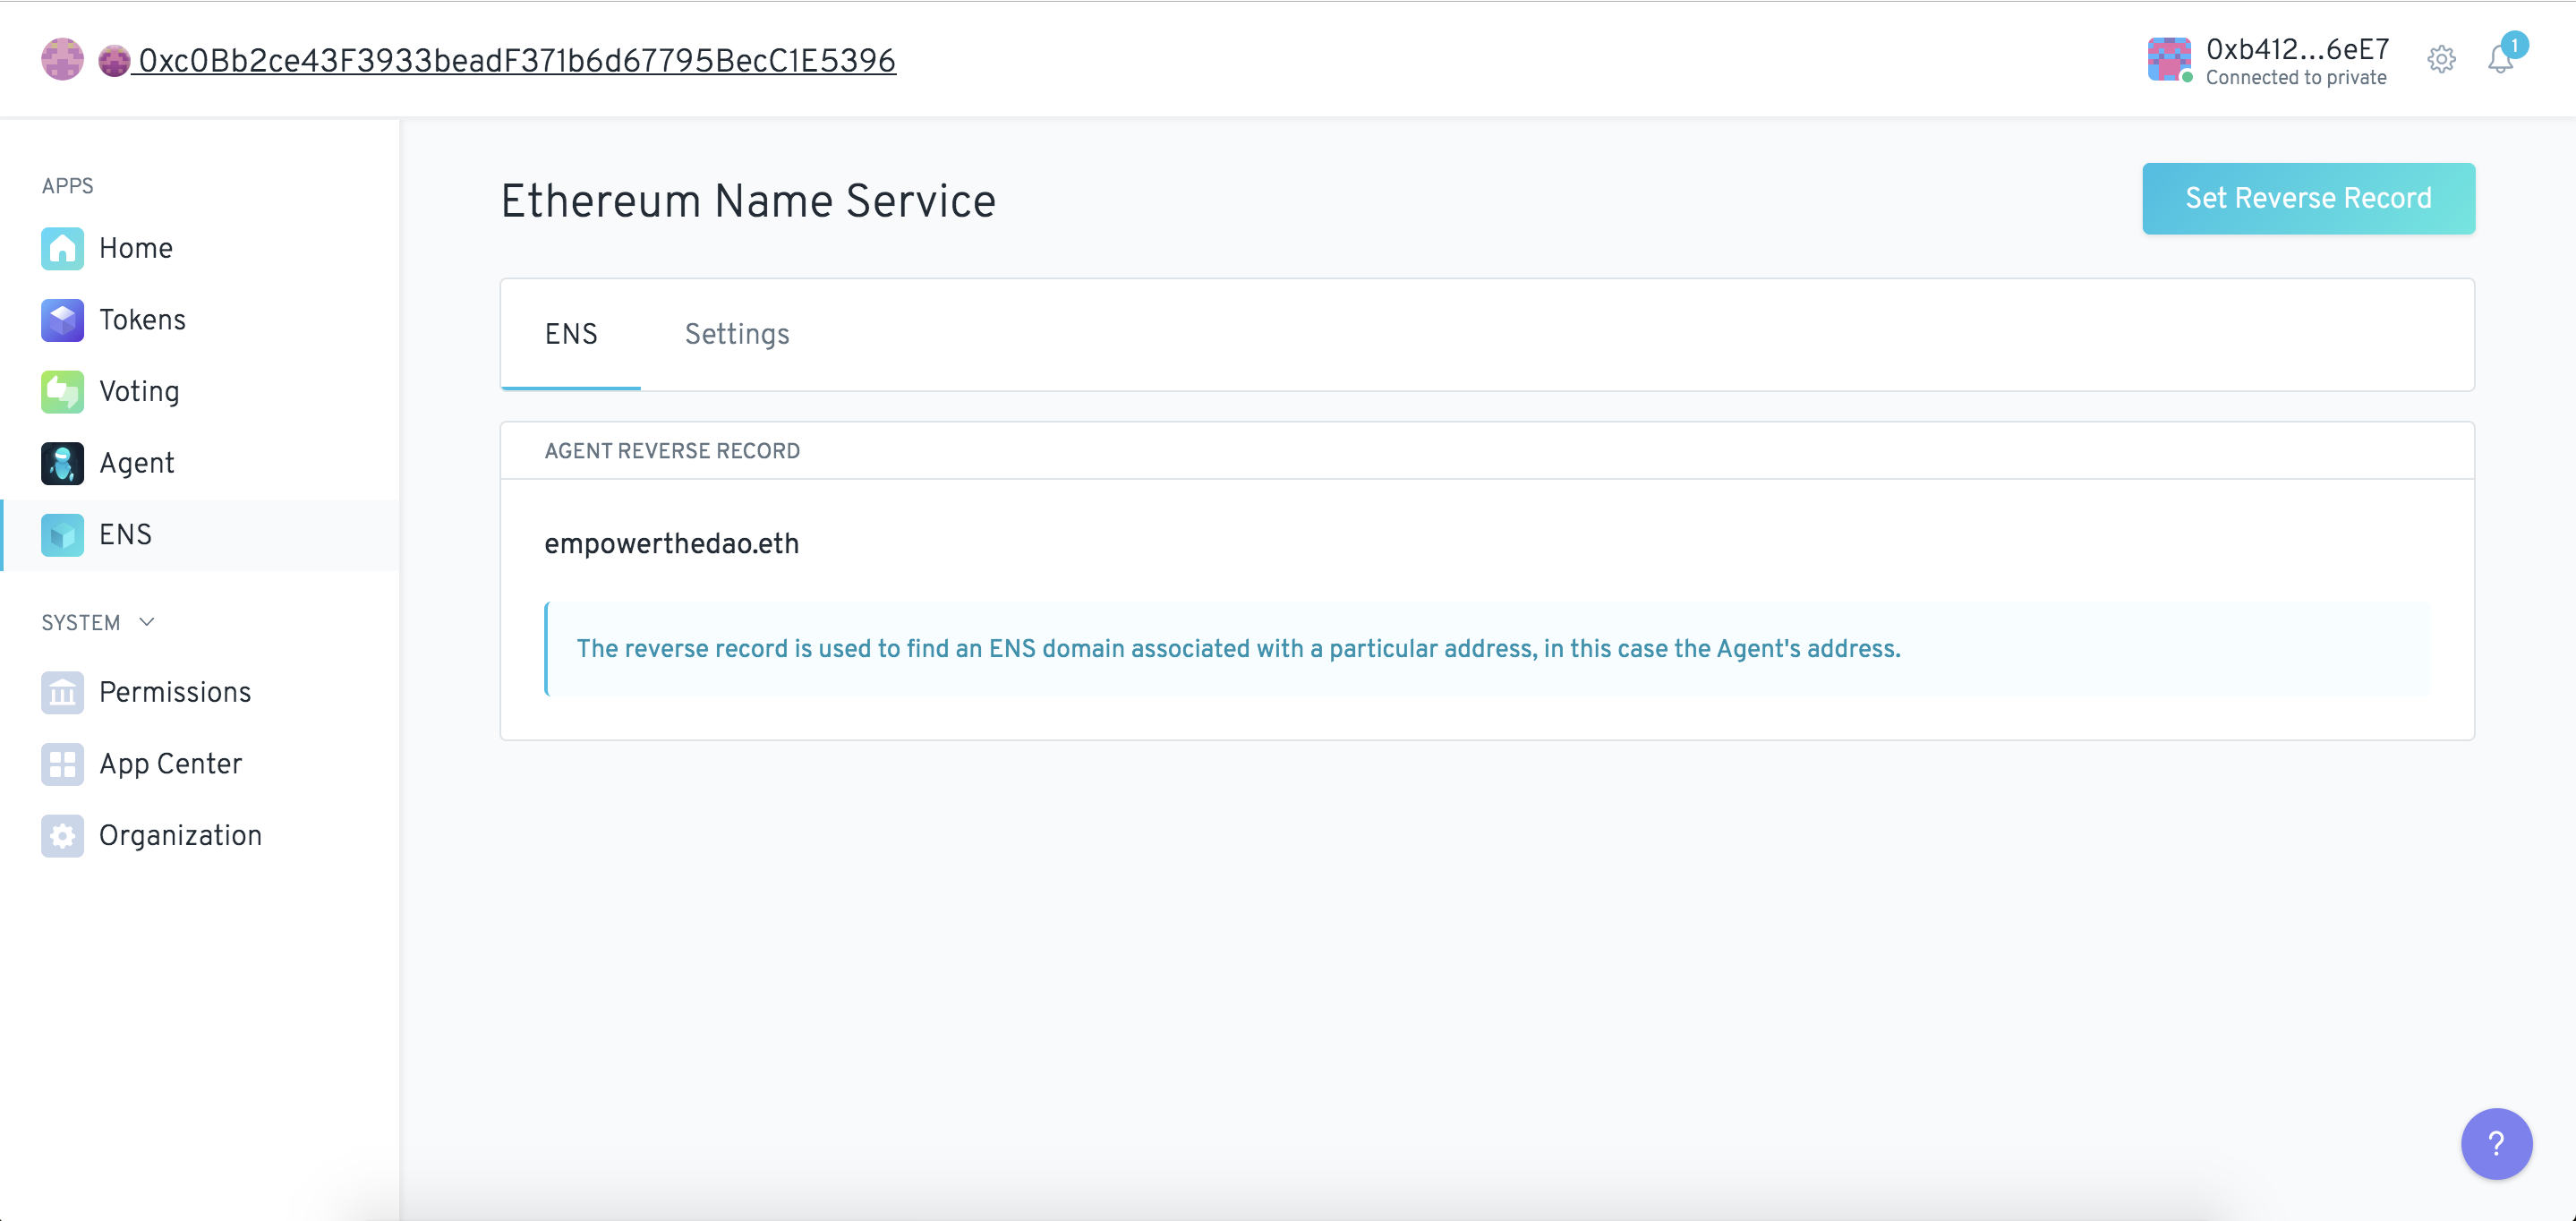 0xc0Bb2ce43F3933beadF371b6d67795BecC1E5396
0xb412...6eE7
Connected to private
1
APPS
Home
Tokens
Voting
Agent
ENS
SYSTEM
Permissions
App Center
Organization
Ethereum Name Service
Set Reverse Record
ENS
Settings
AGENT REVERSE RECORD
empowerthedao.eth
The reverse record is used to find an ENS domain associated with a particular address, in this case the Agent's address.
?